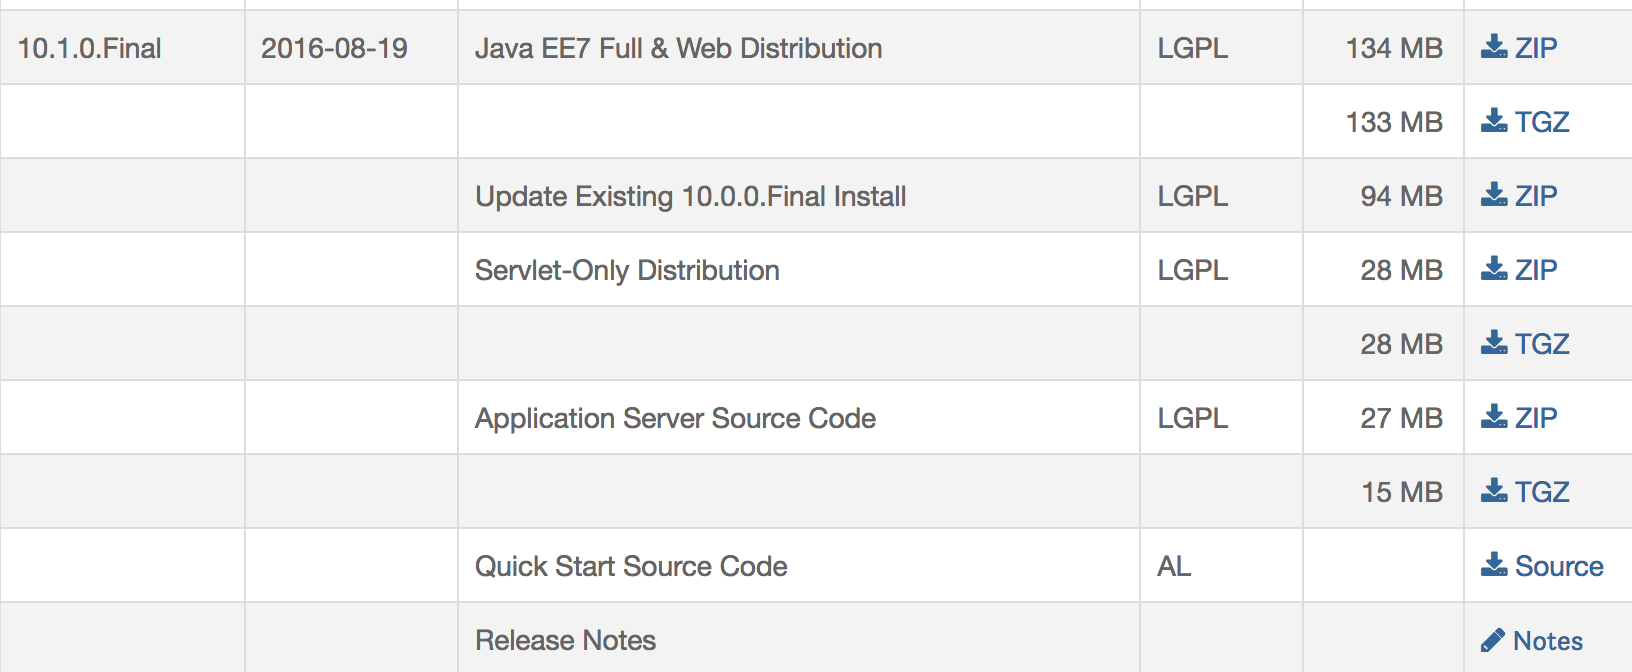 10.1.0.Final 2016-08-19 Java EE7 Full & Web Distribution LGPL 134 MB ZIP
133 MB TGZ
Update Existing 10.0.0.Final Install LGPL 94 MB ZIP
Servlet-Only Distribution LGPL 28 MB ZIP
28 MB TGZ
Application Server Source Code LGPL 27 MB ZIP
15 MB TGZ
Quick Start Source Code AL Source
Release Notes Notes